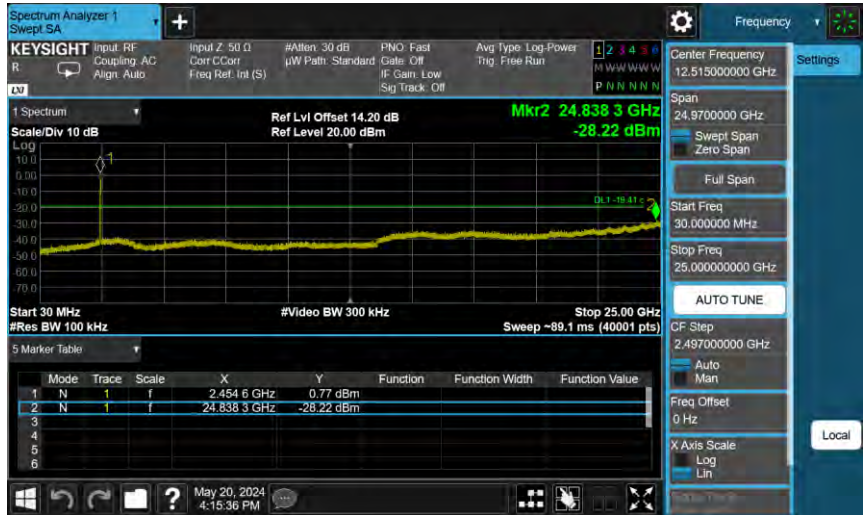 Spectrum Analyzer 1
Swept SA
+
Frequency
KEYSIGHT
R
LXI
Input: RF
Coupling: AC
Align: Auto
Input Z: 50 Ω
Corr CCorr
Freq Ref: Int (S)
#Atten: 30 dB
µW Path: Standard
PNO: Fast
Gate: Off
IF Gain: Low
Sig Track: Off
Avg Type: Log-Power
Trig: Free Run
1 2 3 4 5 6
M W W W W W
P N N N N N
Settings
Center Frequency
12.515000000 GHz
Span
24.9700000 GHz
Swept Span
Zero Span
Full Span
Start Freq
30.000000 MHz
Stop Freq
25.000000000 GHz
AUTO TUNE
CF Step
2.497000000 GHz
Auto
Man
Freq Offset
0 Hz
X Axis Scale
Log
Lin
Local
1 Spectrum
Scale/Div 10 dB
Ref Lvl Offset 14.20 dB
Ref Level 20.00 dBm
Mkr2 24.838 3 GHz
-28.22 dBm
Log
10.0
0.00
-10.0
-20.0
-30.0
-40.0
-50.0
-60.0
-70.0
1
2
Start 30 MHz
#Res BW 100 kHz
#Video BW 300 kHz
Stop 25.00 GHz
Sweep ~89.1 ms (40001 pts)
5 Marker Table
Mode Trace Scale X Y Function Function Width Function Value
1 N 1 f 2.454 6 GHz 0.77 dBm
2 N 1 f 24.838 3 GHz -28.22 dBm
3
4
5
6
?
May 20, 2024
4:15:36 PM